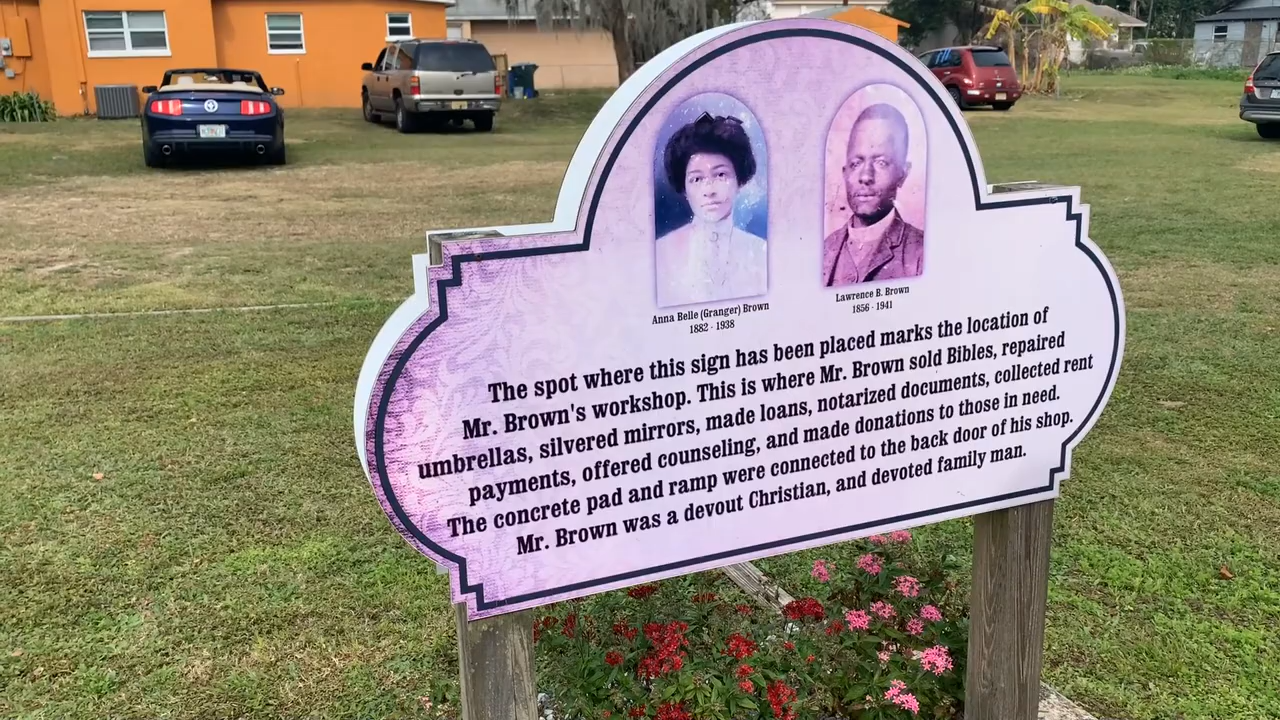 Anna Belle (Granger) Brown
1882 - 1938
Lawrence B. Brown
1856 - 1941
The spot where this sign has been placed marks the location of
Mr. Brown's workshop. This is where Mr. Brown sold Bibles, repaired
umbrellas, silvered mirrors, made loans, notarized documents, collected rent
payments, offered counseling, and made donations to those in need.
The concrete pad and ramp were connected to the back door of his shop.
Mr. Brown was a devout Christian, and devoted family man.